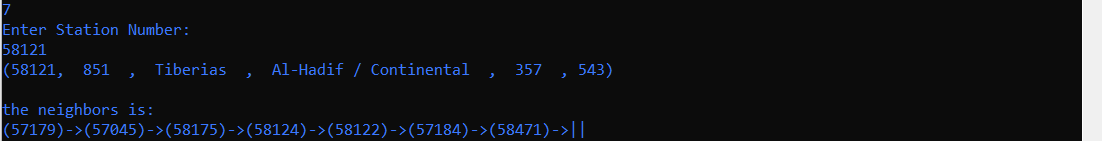 7
Enter Station Number:
58121
(58121,  851  ,  Tiberias  ,  Al-Hadif / Continental  ,  357  , 543)
the neighbors is:
(57179)->(57045)->(58175)->(58124)->(58122)->(57184)->(58471)->||